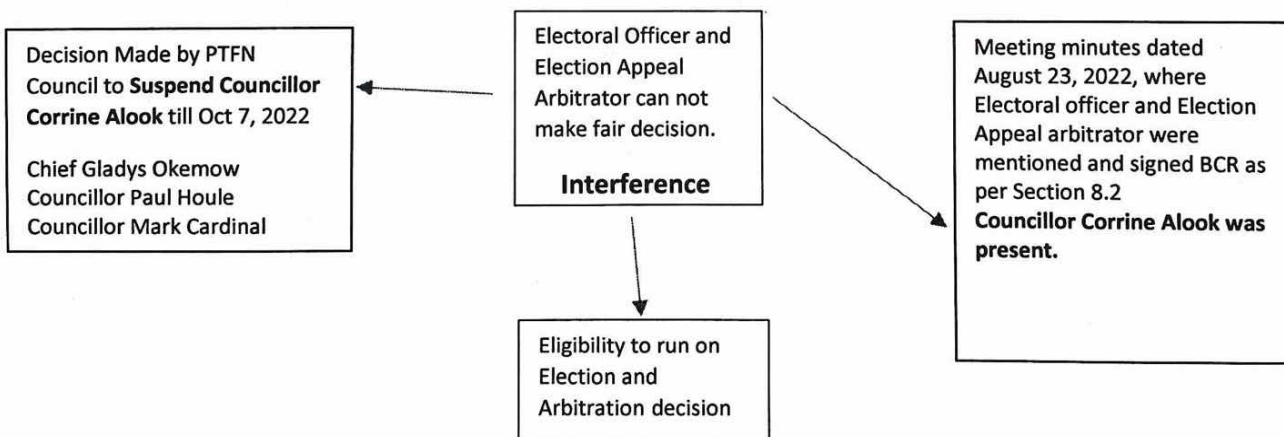 Decision Made by PTFN
Council to Suspend Councillor
Corrine Alook till Oct 7, 2022
Chief Gladys Okemow
Councillor Paul Houle
Councillor Mark Cardinal
Electoral Officer and
Election Appeal
Arbitrator can not
make fair decision.
Interference
Meeting minutes dated
August 23, 2022, where
Electoral officer and Election
Appeal arbitrator were
mentioned and signed BCR as
per Section 8.2
Councillor Corrine Alook was
present.
Eligibility to run on
Election and
Arbitration decision